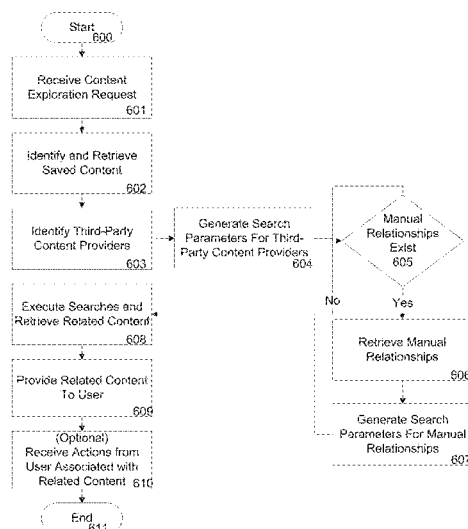 Start
600
Receive Content
Exploration Request
601
Identify and Retrieve
Saved Content
602
Identify Third-Party
Content Providers
603
Generate Search
Parameters For Third-
Party Content Providers
604
Manual
Relationships
Exist
605
No
Yes
Retrieve Manual
Relationships
606
Generate Search
Parameters For Manual
Relationships
607
Execute Searches and
Retrieve Related Content
608
Provide Related Content
To User
609
(Optional)
Receive Actions from
User Associated with
Related Content
610
End
611